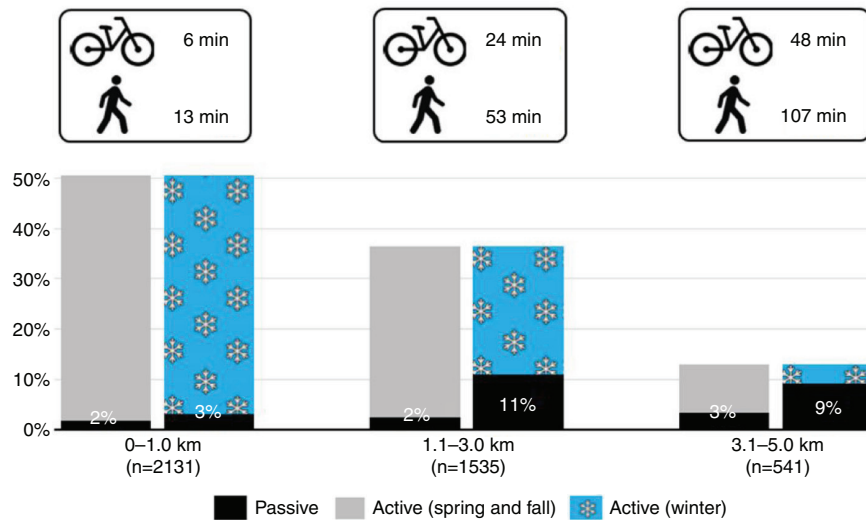 6 min
13 min
24 min
53 min
48 min
107 min
50%
40%
30%
20%
10%
0%
2%
3%
2%
11%
3%
9%
0–1.0 km
(n=2131)
1.1–3.0 km
(n=1535)
3.1–5.0 km
(n=541)
Passive
Active (spring and fall)
Active (winter)